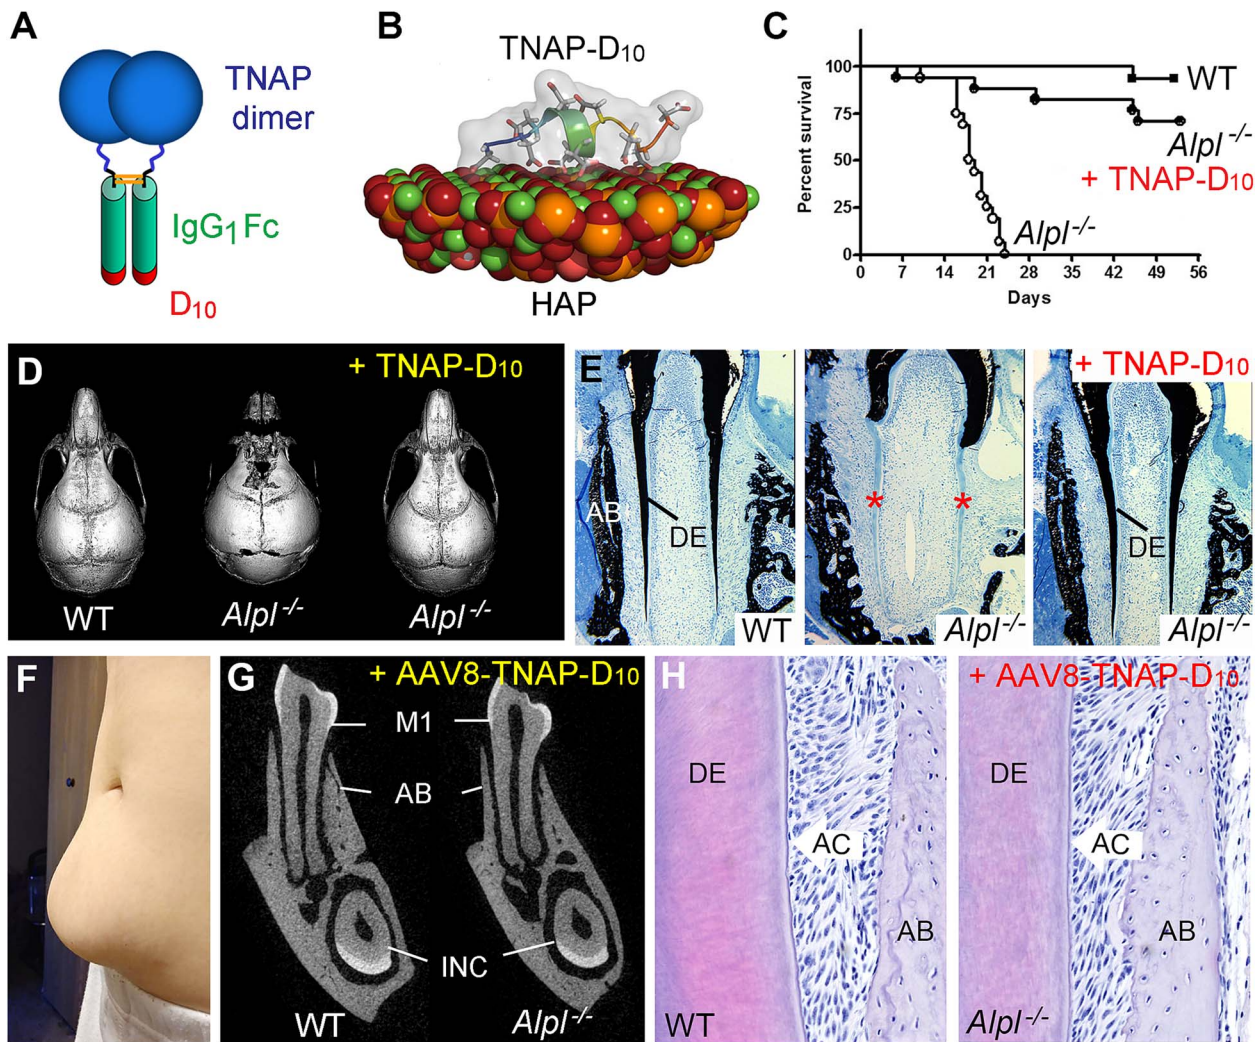 A
TNAP
dimer
IgG1 Fc
D10
B
TNAP-D10
HAP
C
Percent survival
100
75
50
25
0
0 7 14 21 28 35 42 49 56
Days
WT
Alpl-/-
+ TNAP-D10
Alpl-/-
D
+ TNAP-D10
WT
Alpl-/-
Alpl-/-
E
+ TNAP-D10
AB
DE
*
*
DE
WT
Alpl-/-
Alpl-/-
F
G
+ AAV8-TNAP-D10
M1
AB
INC
WT
Alpl-/-
H
+ AAV8-TNAP-D10
DE
AC
AB
WT
DE
AC
AB
Alpl-/-